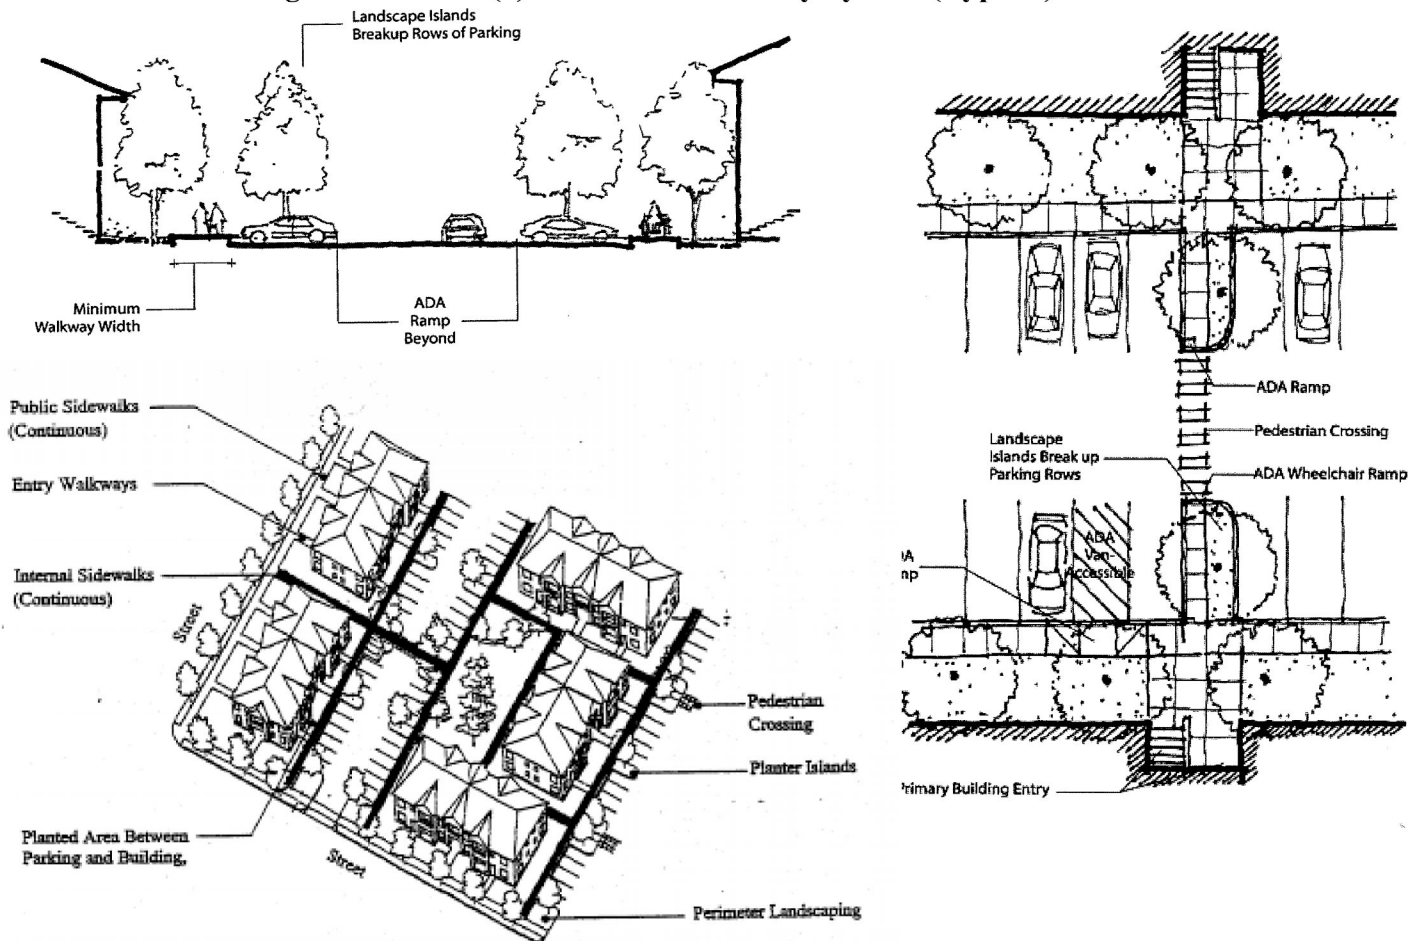 Landscape Islands
Breakup Rows of Parking
Minimum
Walkway Width
ADA
Ramp
Beyond
Public Sidewalks
(Continuous)
Entry Walkways
Internal Sidewalks
(Continuous)
Street
Planted Area Between
Parking and Building,
Street
Pedestrian
Crossing
Planter Islands
Perimeter Landscaping
ADA Ramp
Pedestrian Crossing
Landscape
Islands Break up
Parking Rows
ADA Wheelchair Ramp
ADA
Van-
Accessible
Primary Building Entry